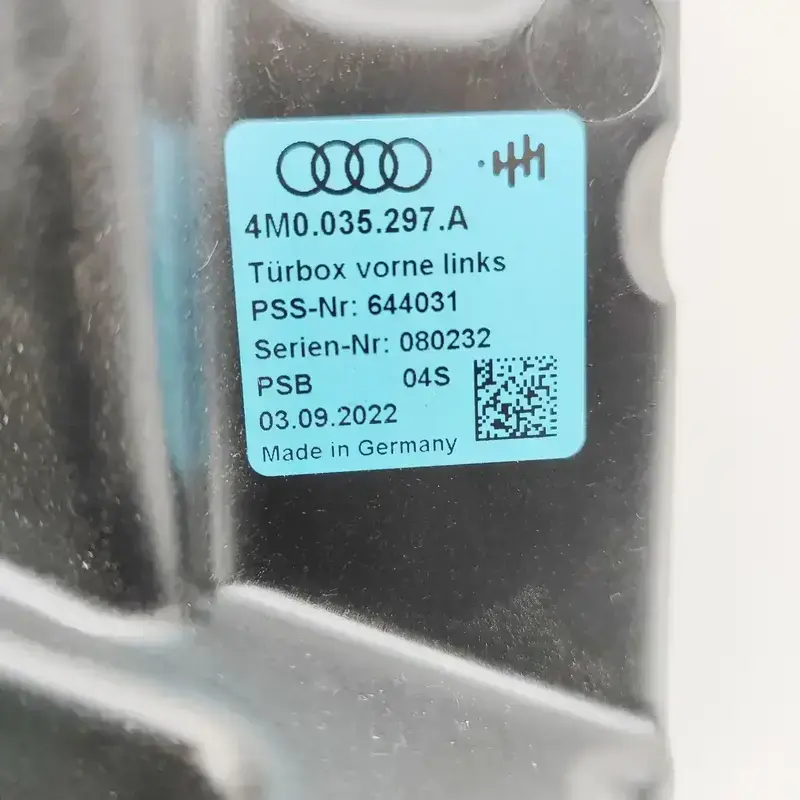 4M0.035.297.A
Türbox vorne links
PSS-Nr: 644031
Serien-Nr: 080232
PSB 04S
03.09.2022
Made in Germany